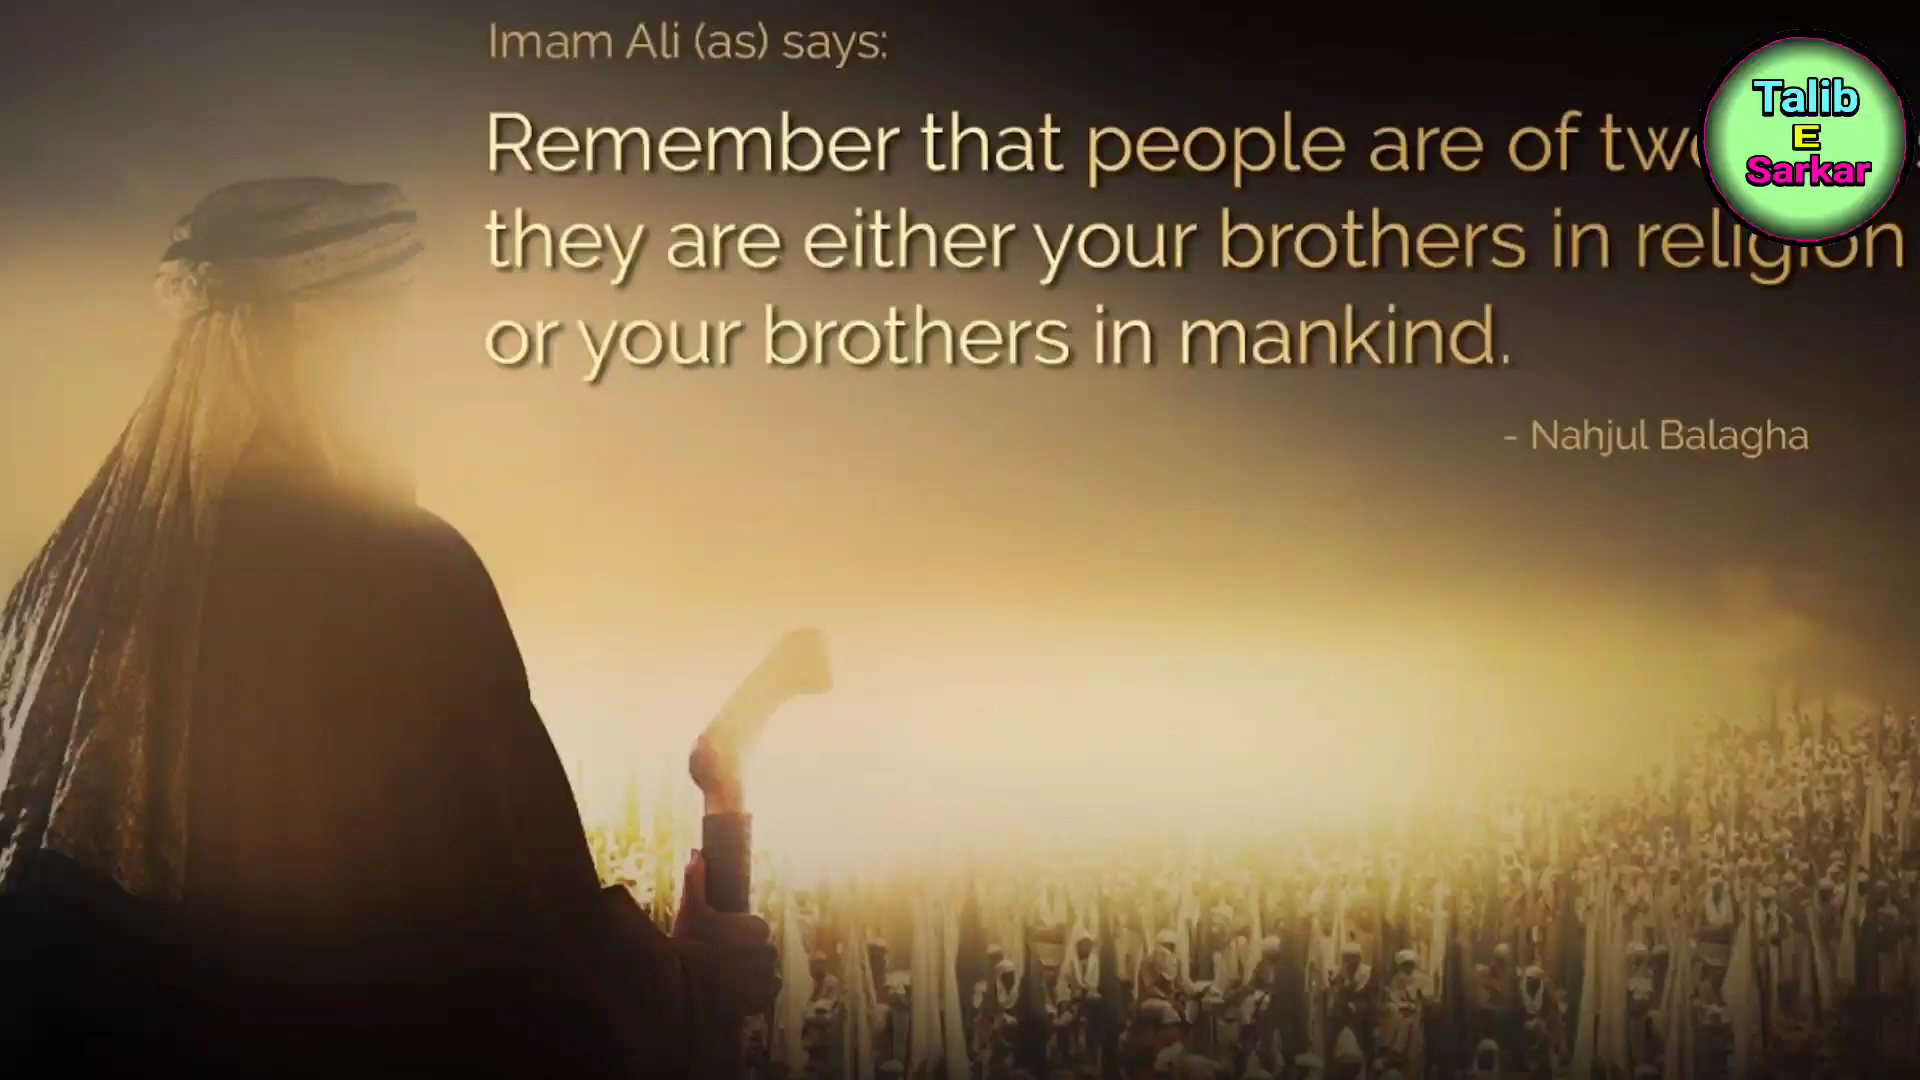 Imam Ali (as) says:
Remember that people are of
they are either your brothers in religion
or your brothers in mankind.
- Nahjul Balagha
Talib
E
Sarkar